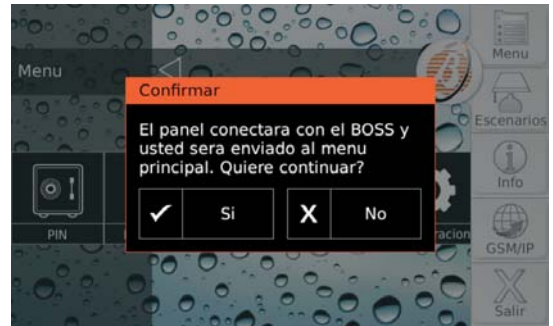 Menu
Menu
Confirmar
El panel conectara con el BOSS y
usted sera enviado al menu
principal. Quiere continuar?
Si
No
Escenarios
Info
PIN
racion
GSM/IP
Salir